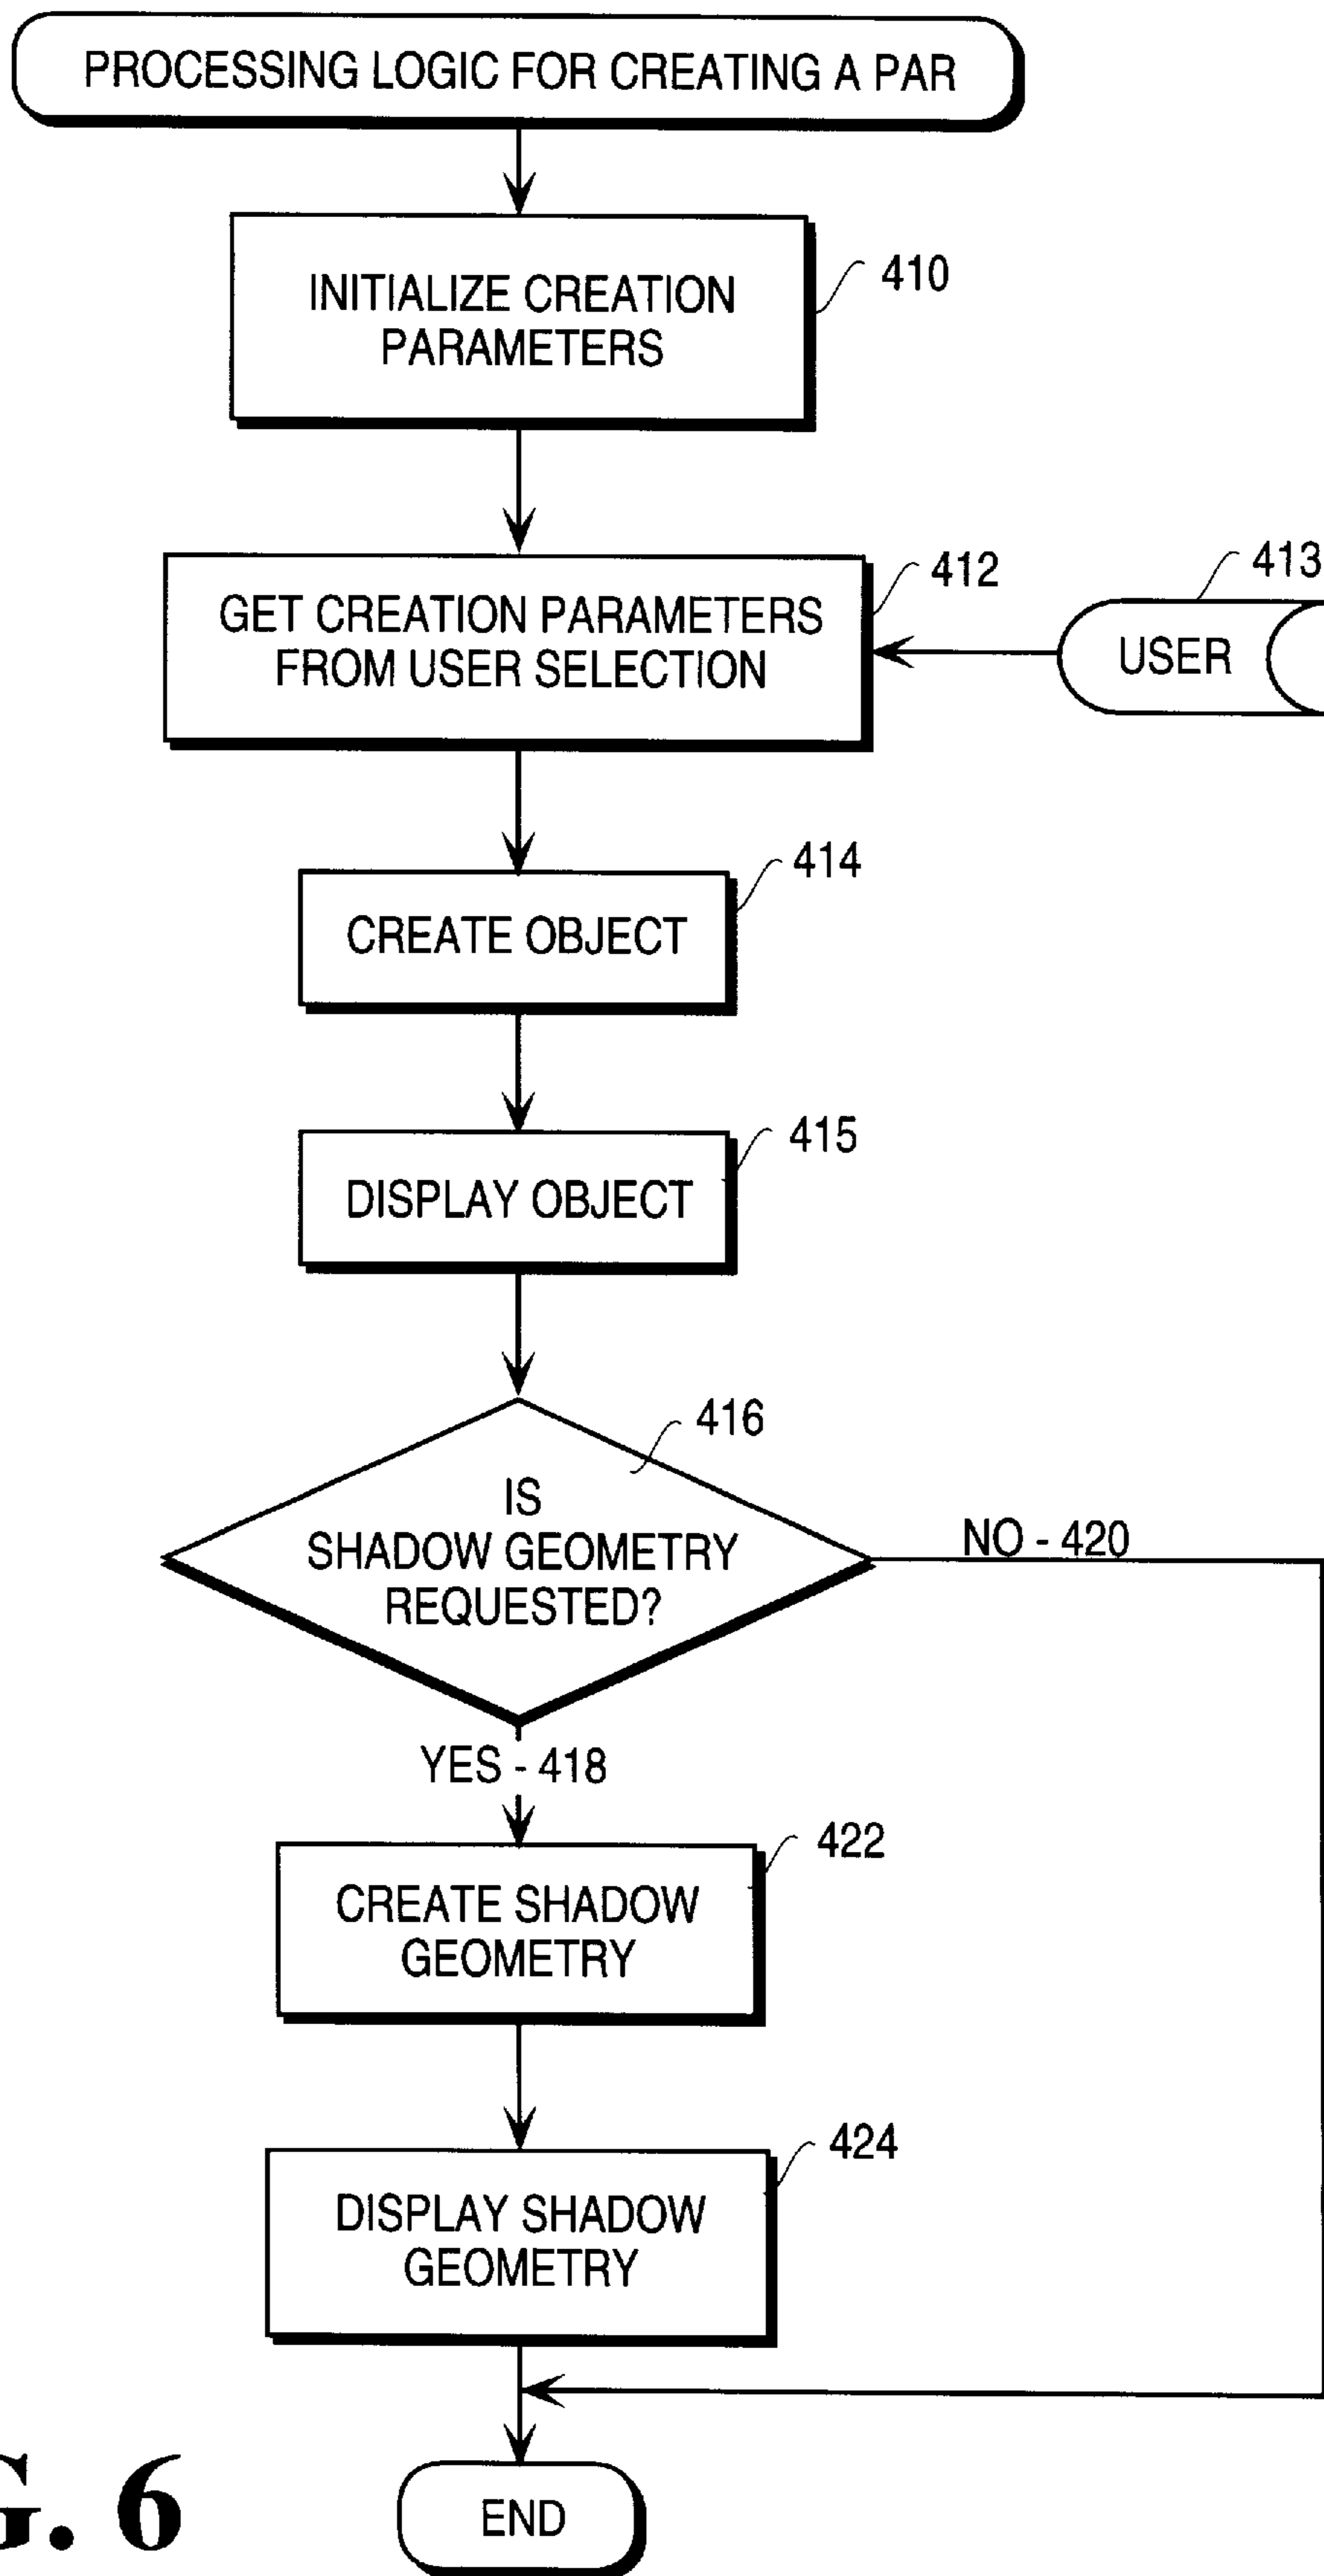 PROCESSING LOGIC FOR CREATING A PAR
INITIALIZE CREATION
PARAMETERS
410
GET CREATION PARAMETERS
FROM USER SELECTION
412
413
USER
414
CREATE OBJECT
415
DISPLAY OBJECT
416
IS
SHADOW GEOMETRY
REQUESTED?
NO - 420
YES - 418
422
CREATE SHADOW
GEOMETRY
424
DISPLAY SHADOW
GEOMETRY
END
G. 6